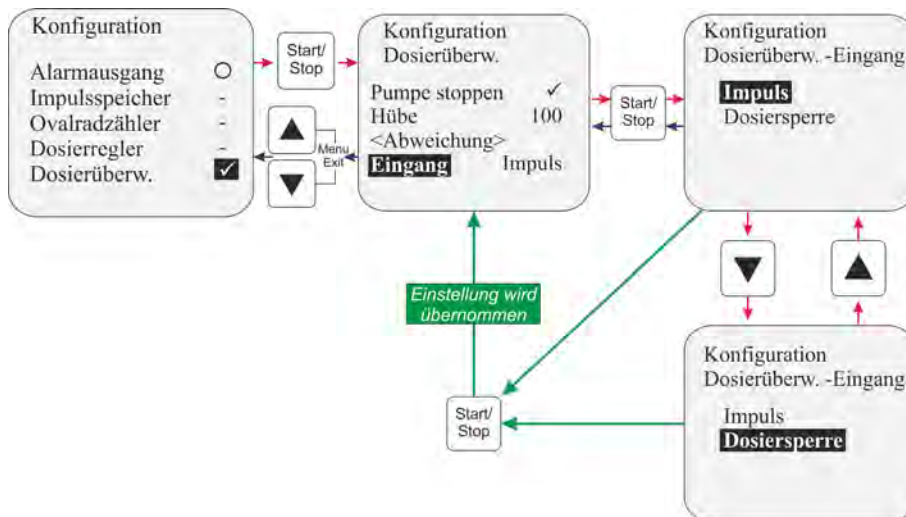 Konfiguration
Alarmausgang
Impulsspeicher -
Ovalradzähler -
Dosierregler -
Dosierüberw. ✓
Start/
Stop
Menu
Exit
Konfiguration
Dosierüberw.
Pumpe stoppen ✓
Hübe 100
<Abweichung>
Eingang Impuls
Start/
Stop
Konfiguration
Dosierüberw. -Eingang
Impuls
Dosiersperre
Einstellung wird
übernommen
Start/
Stop
Konfiguration
Dosierüberw. -Eingang
Impuls
Dosiersperre